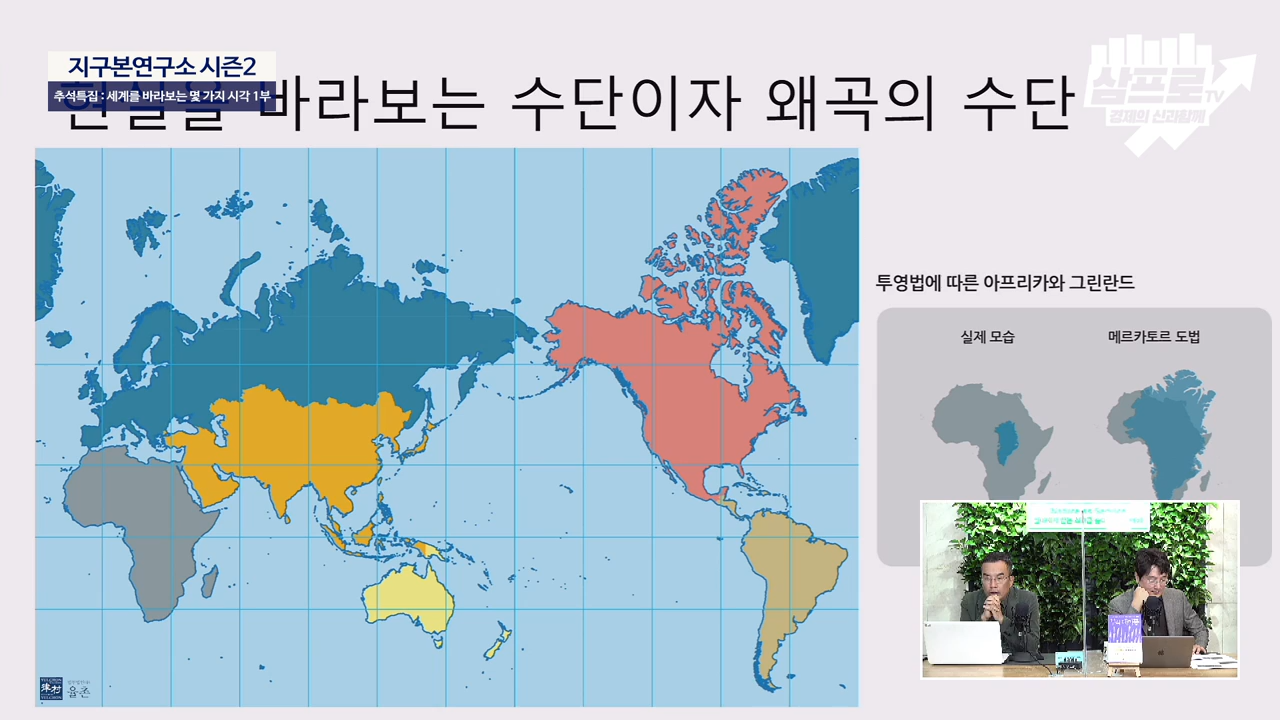 지구본연구소 시즌2
추석특집 : 세계를 바라보는 몇 가지 시각 1부
바라보는 수단이자 왜곡의 수단
삼프로TV
경제의 신과함께
투영법에 따른 아프리카와 그린란드
실제 모습
메르카토르 도법
율촌